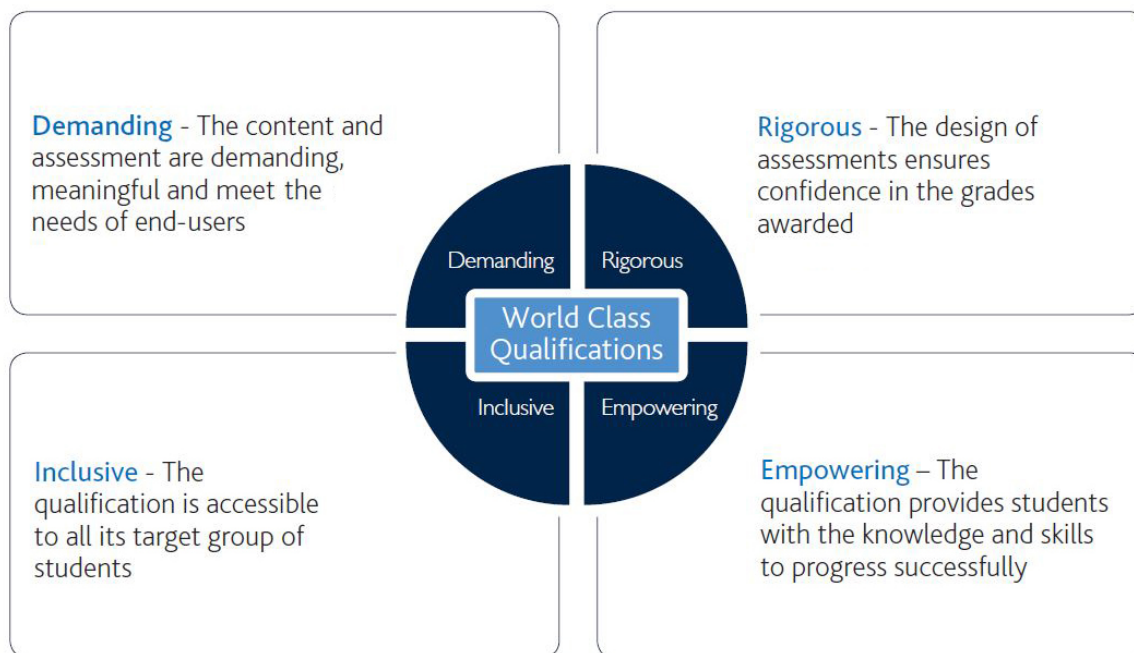 Demanding - The content and
assessment are demanding,
meaningful and meet the
needs of end-users
Rigorous - The design of
assessments ensures
confidence in the grades
awarded
Demanding
Rigorous
World Class
Qualifications
Inclusive
Empowering
Inclusive - The
qualification is accessible
to all its target group of
students
Empowering – The
qualification provides students
with the knowledge and skills
to progress successfully